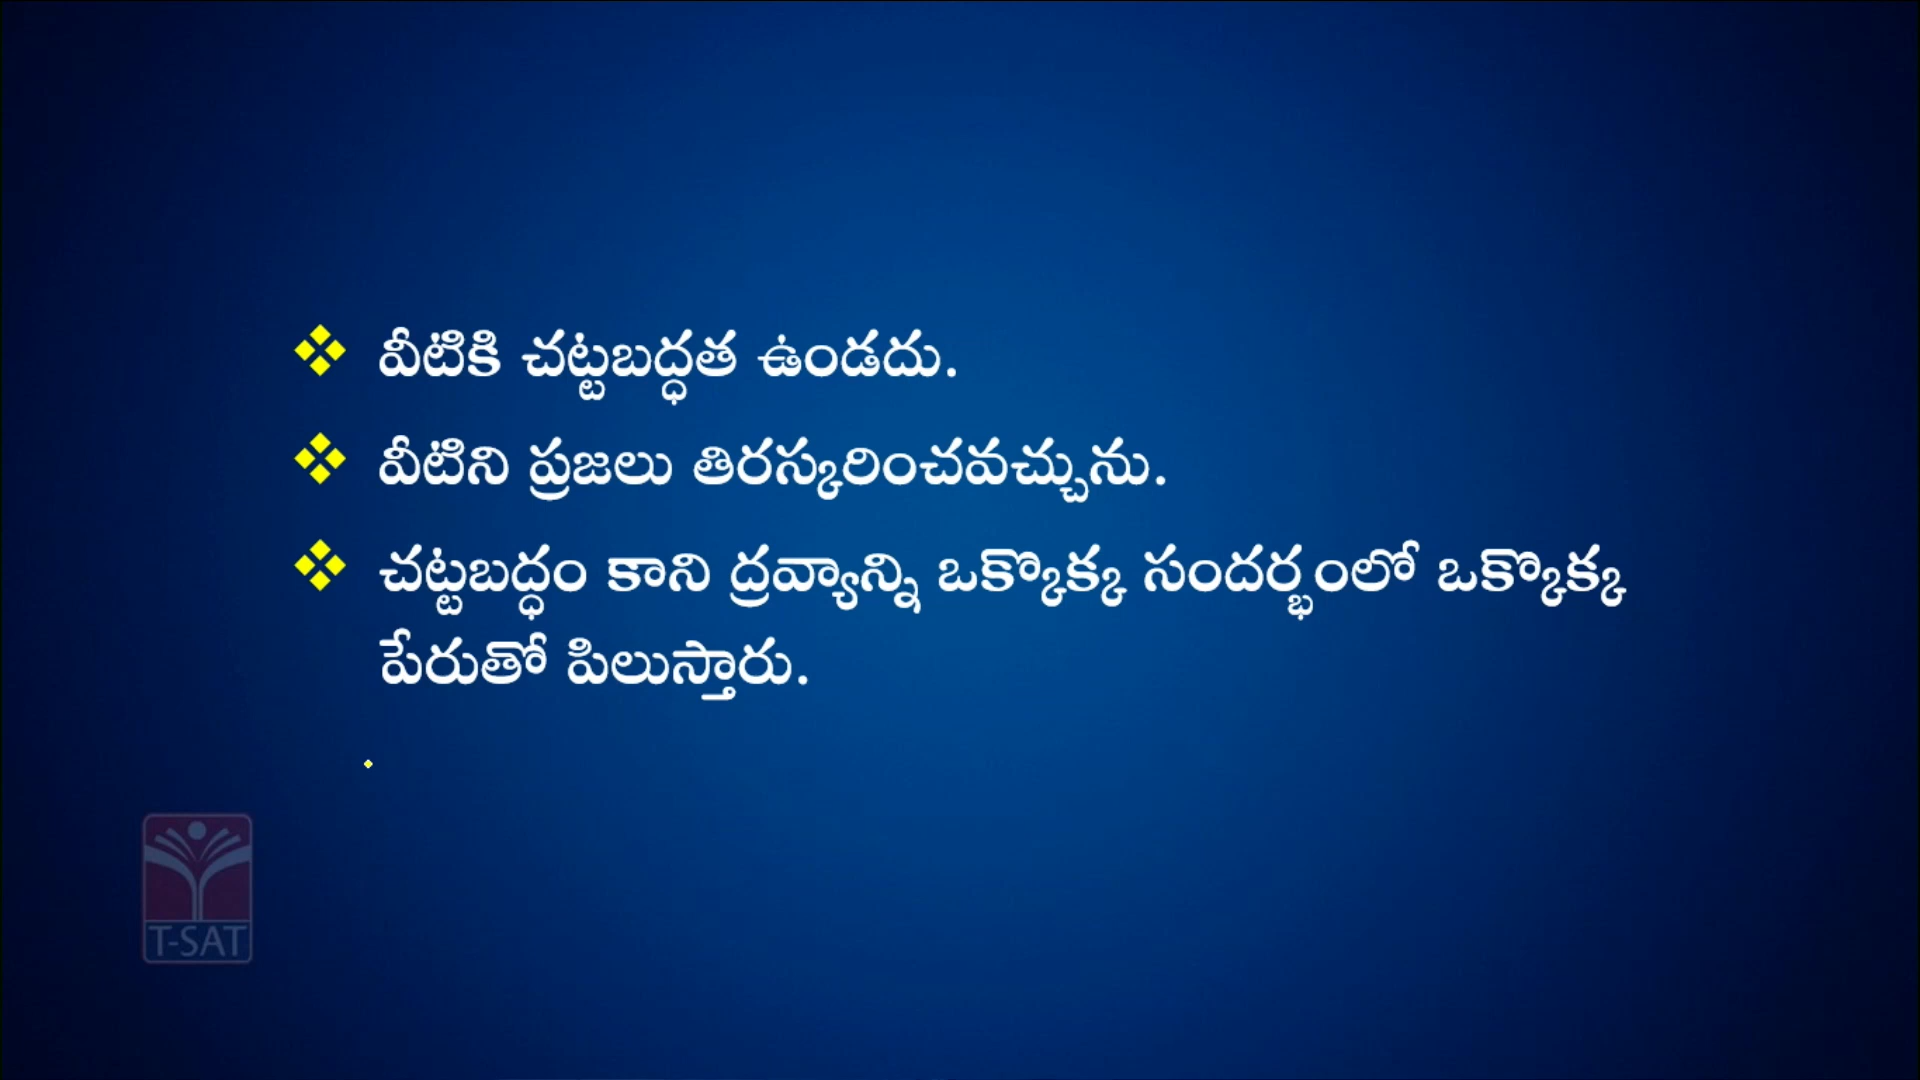 వీటికి చట్టబద్ధత ఉండదు.
వీటిని ప్రజలు తిరస్కరించవచ్చును.
చట్టబద్ధం కాని ద్రవ్యాన్ని ఒక్కొక్క సందర్భంలో ఒక్కొక్క
పేరుతో పిలుస్తారు.
T-SAT